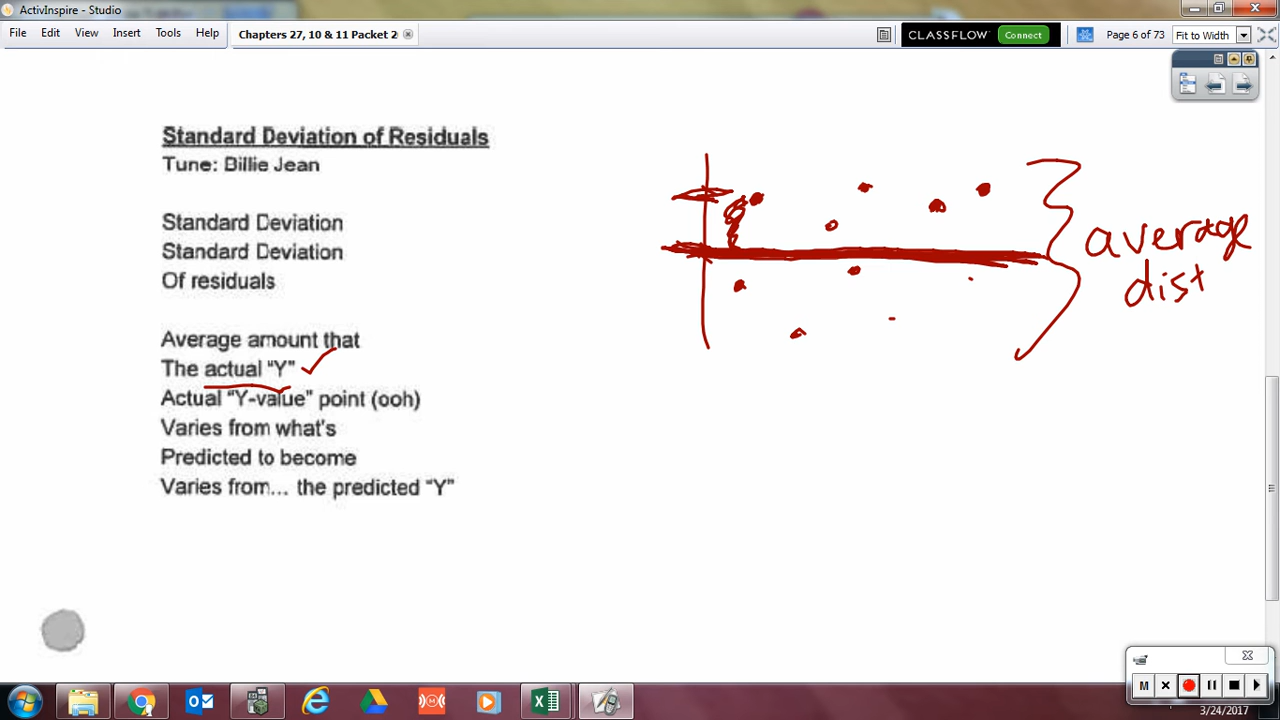 ActivInspire - Studio
File Edit View Insert Tools Help Chapters 27, 10 & 11 Packet 2 CLASSFLOW Connect Page 6 of 73 Fit to Width
Standard Deviation of Residuals
Tune: Billie Jean
Standard Deviation
Standard Deviation
Of residuals
Average amount that
The actual “Y”
Actual “Y-value” point (ooh)
Varies from what's
Predicted to become
Varies from... the predicted “Y”
average
dist
M
3/24/2017